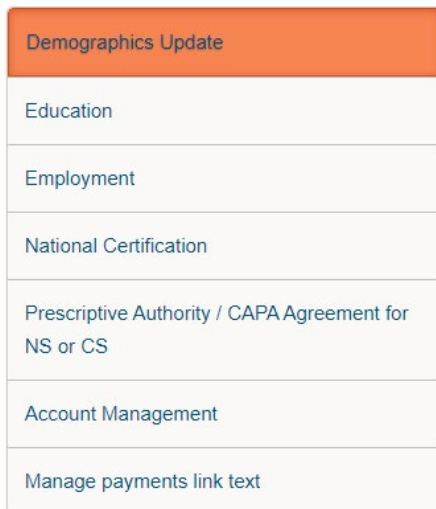 Demographics Update
Education
Employment
National Certification
Prescriptive Authority / CAPA Agreement for
NS or CS
Account Management
Manage payments link text